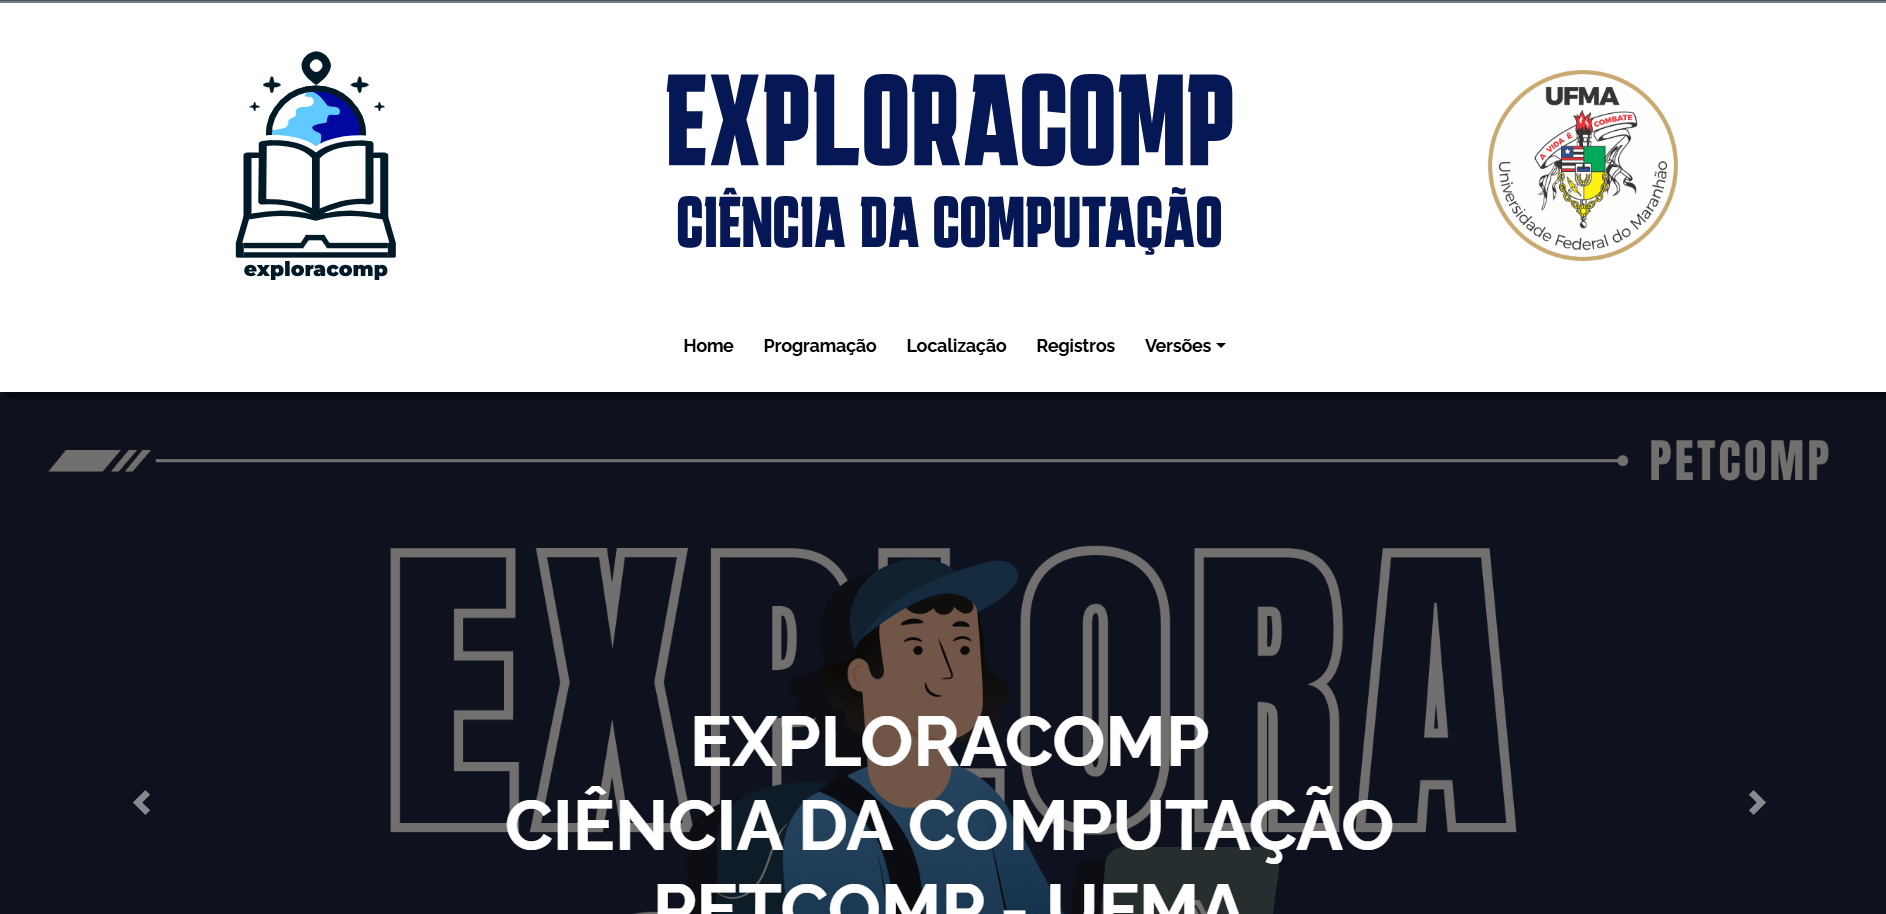 EXPLORACOMP
CIÊNCIA DA COMPUTAÇÃO
exploracomp
UFMA
A VIDA É COMBATE
Universidade Federal do Maranhão
Home Programação Localização Registros Versões
PETCOMP
EXPLORA
EXPLORACOMP
CIÊNCIA DA COMPUTAÇÃO
PETCOMP - UFMA